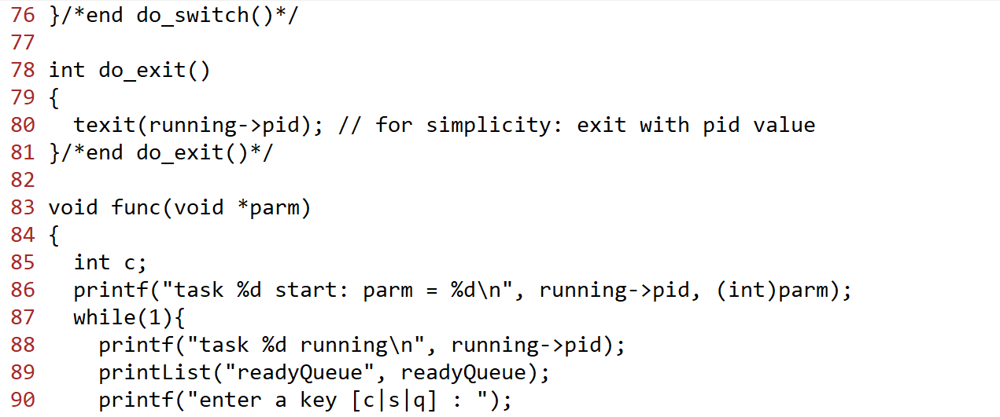 76 }/*end do_switch()*/
77
78 int do_exit()
79 {
80   texit(running->pid); // for simplicity: exit with pid value
81 }/*end do_exit()*/
82
83 void func(void *parm)
84 {
85   int c;
86   printf("task %d start: parm = %d\n", running->pid, (int)parm);
87   while(1){
88     printf("task %d running\n", running->pid);
89     printList("readyQueue", readyQueue);
90     printf("enter a key [c|s|q] : ");